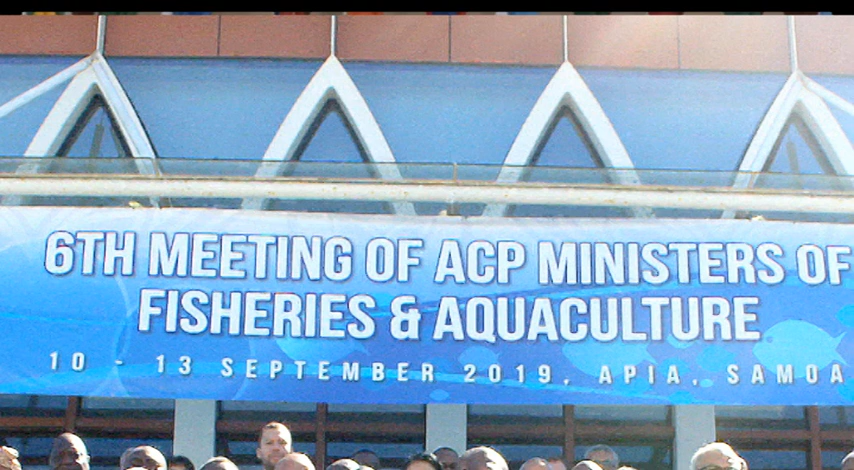 6TH MEETING OF ACP MINISTERS OF
FISHERIES & AQUACULTURE
10 - 13 SEPTEMBER 2019, APIA, SAMOA